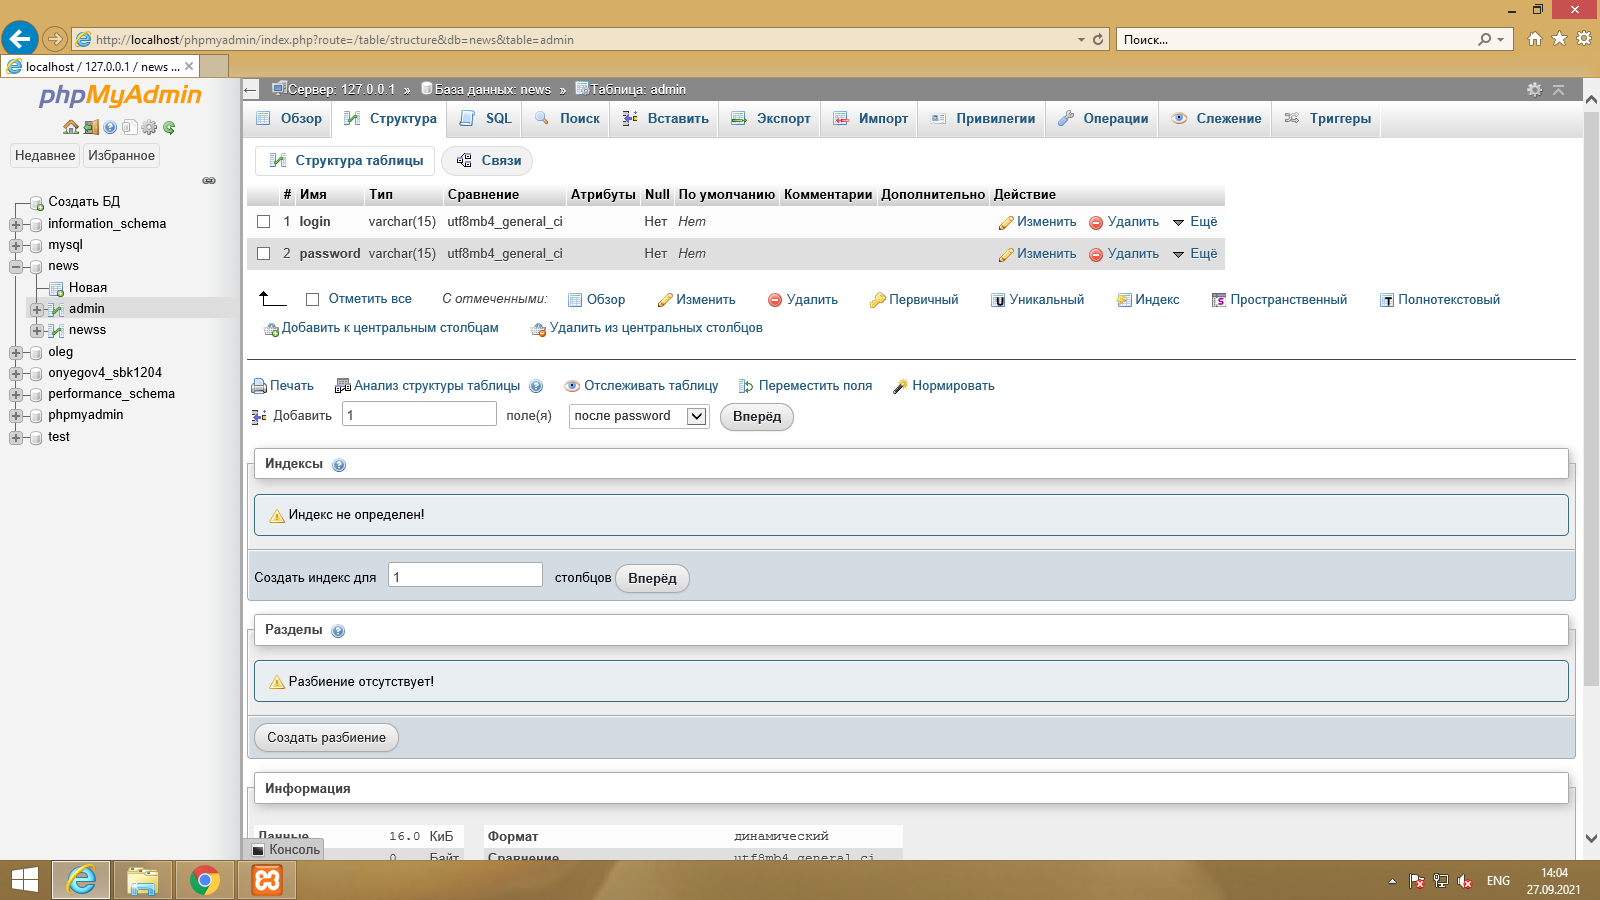 http://localhost/phpmyadmin/index.php?route=/table/structure&db=news&table=admin
Поиск...
localhost / 127.0.0.1 / news ...
phpMyAdmin
Недавнее Избранное
Создать БД
information_schema
mysql
news
Новая
admin
newss
oleg
onyegov4_sbk1204
performance_schema
phpmyadmin
test
Сервер: 127.0.0.1 » База данных: news » Таблица: admin
Обзор Структура SQL Поиск Вставить Экспорт Импорт Привилегии Операции Слежение Триггеры
Структура таблицы Связи
# Имя Тип Сравнение Атрибуты Null По умолчанию Комментарии Дополнительно Действие
1 login varchar(15) utf8mb4_general_ci Нет Нет Изменить Удалить Ещё
2 password varchar(15) utf8mb4_general_ci Нет Нет Изменить Удалить Ещё
Отметить все С отмеченными: Обзор Изменить Удалить Первичный Уникальный Индекс Пространственный Полнотекстовый
Добавить к центральным столбцам Удалить из центральных столбцов
Печать Анализ структуры таблицы Отслеживать таблицу Переместить поля Нормировать
Добавить 1 поле(я) после password Вперёд
Индексы
Индекс не определен!
Создать индекс для 1 столбцов Вперёд
Разделы
Разбиение отсутствует!
Создать разбиение
Информация
Данные 16.0 КиБ Формат динамический
0 Байт Сравнение utf8mb4_general_ci
Консоль
ENG
14:04
27.09.2021